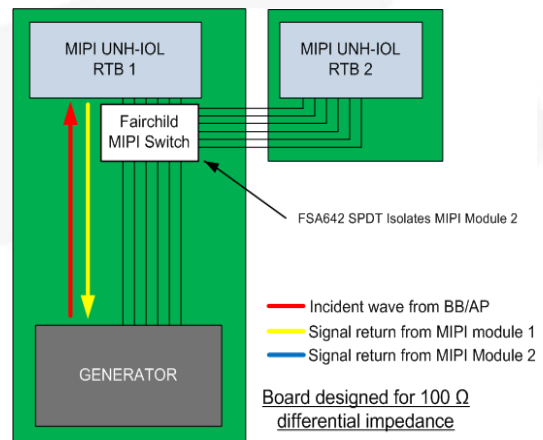 MIPI UNH-IOL
RTB 1
MIPI UNH-IOL
RTB 2
Fairchild
MIPI Switch
FSA642 SPDT Isolates MIPI Module 2
Incident wave from BB/AP
Signal return from MIPI module 1
Signal return from MIPI Module 2
GENERATOR
Board designed for 100 Ω
differential impedance